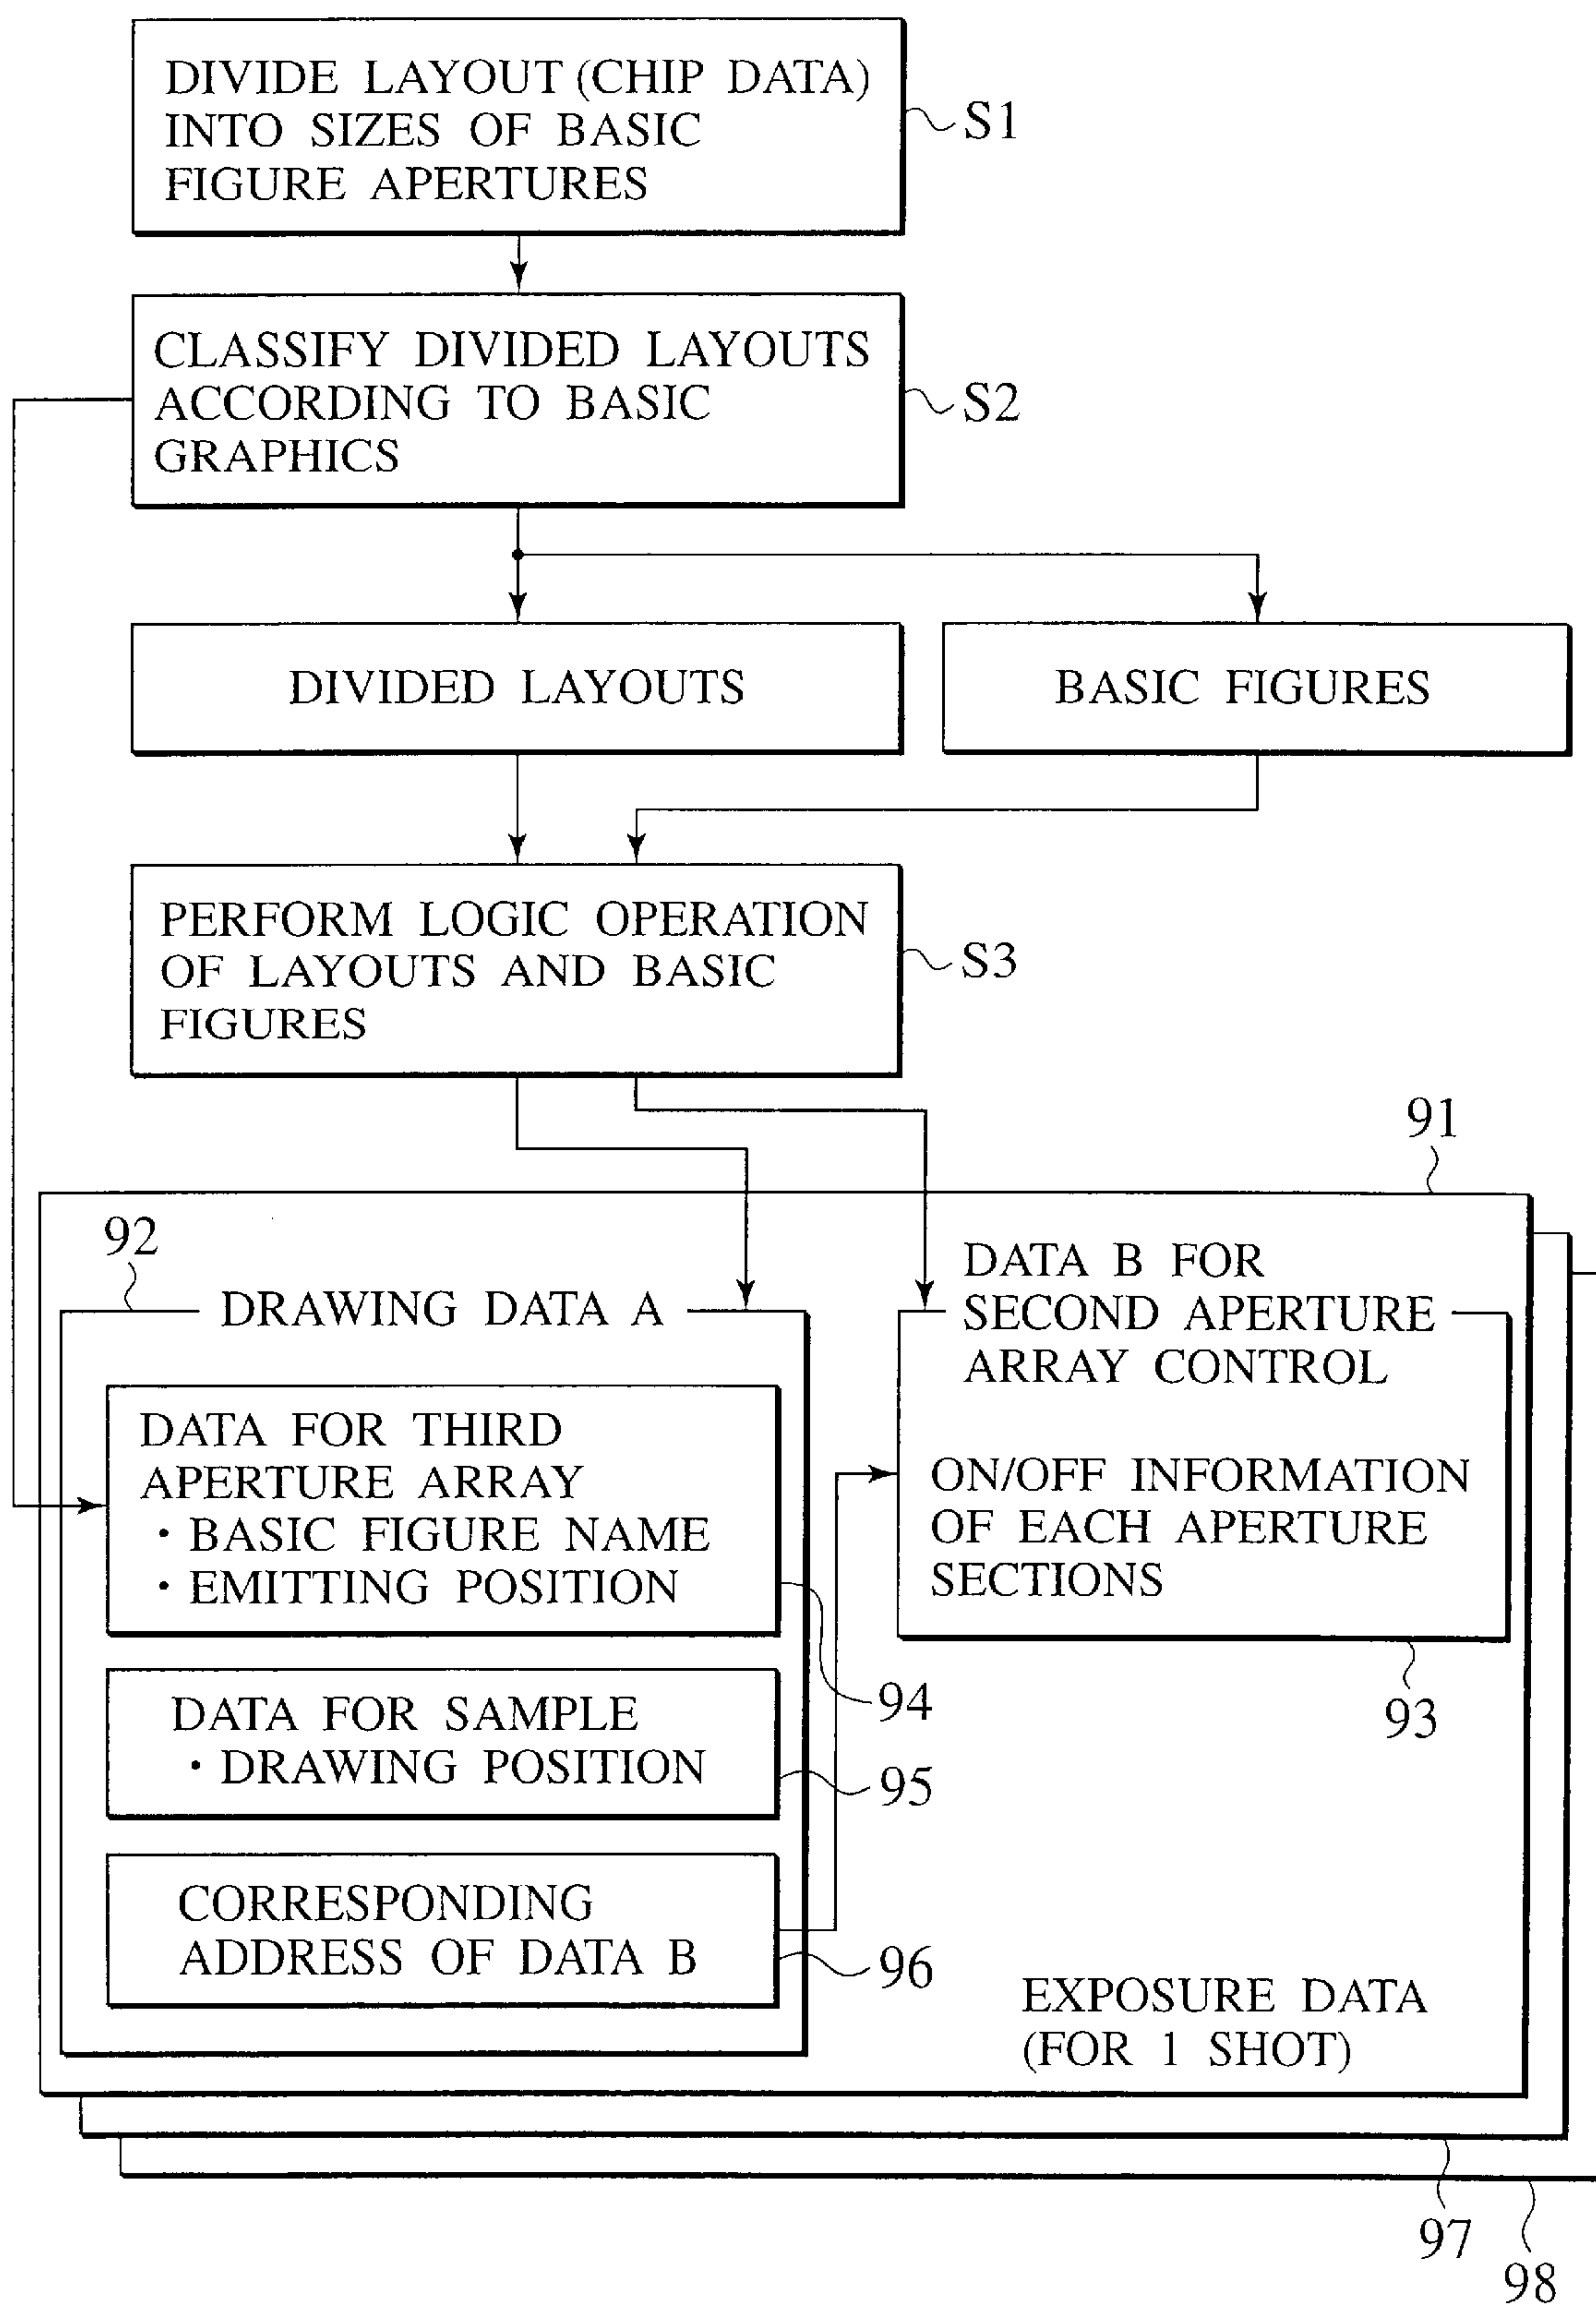 DIVIDE LAYOUT (CHIP DATA)
INTO SIZES OF BASIC
FIGURE APERTURES
S1
CLASSIFY DIVIDED LAYOUTS
ACCORDING TO BASIC
GRAPHICS
S2
DIVIDED LAYOUTS
BASIC FIGURES
PERFORM LOGIC OPERATION
OF LAYOUTS AND BASIC
FIGURES
S3
91
92
DRAWING DATA A
DATA B FOR
SECOND APERTURE
ARRAY CONTROL
DATA FOR THIRD
APERTURE ARRAY
・BASIC FIGURE NAME
・EMITTING POSITION
ON/OFF INFORMATION
OF EACH APERTURE
SECTIONS
94
93
DATA FOR SAMPLE
・DRAWING POSITION
95
CORRESPONDING
ADDRESS OF DATA B
96
EXPOSURE DATA
(FOR 1 SHOT)
97
98